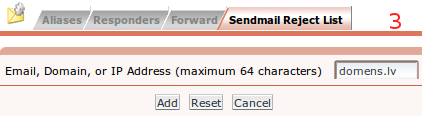 Aliases Responders Forward Sendmail Reject List 3
Email, Domain, or IP Address (maximum 64 characters) domens.lv
Add Reset Cancel